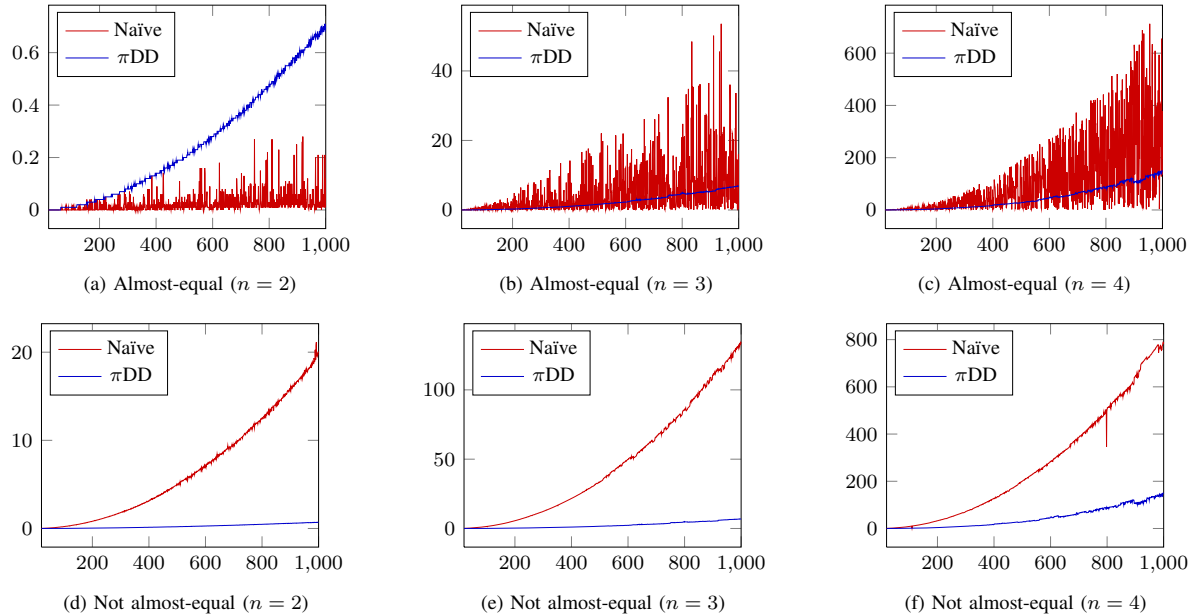 Naïve
πDD
0.6
0.4
0.2
0
200 400 600 800 1,000
(a) Almost-equal (n = 2)
Naïve
πDD
40
20
0
200 400 600 800 1,000
(b) Almost-equal (n = 3)
Naïve
πDD
600
400
200
0
200 400 600 800 1,000
(c) Almost-equal (n = 4)
Naïve
πDD
20
10
0
200 400 600 800 1,000
(d) Not almost-equal (n = 2)
Naïve
πDD
100
50
0
200 400 600 800 1,000
(e) Not almost-equal (n = 3)
Naïve
πDD
800
600
400
200
0
200 400 600 800 1,000
(f) Not almost-equal (n = 4)